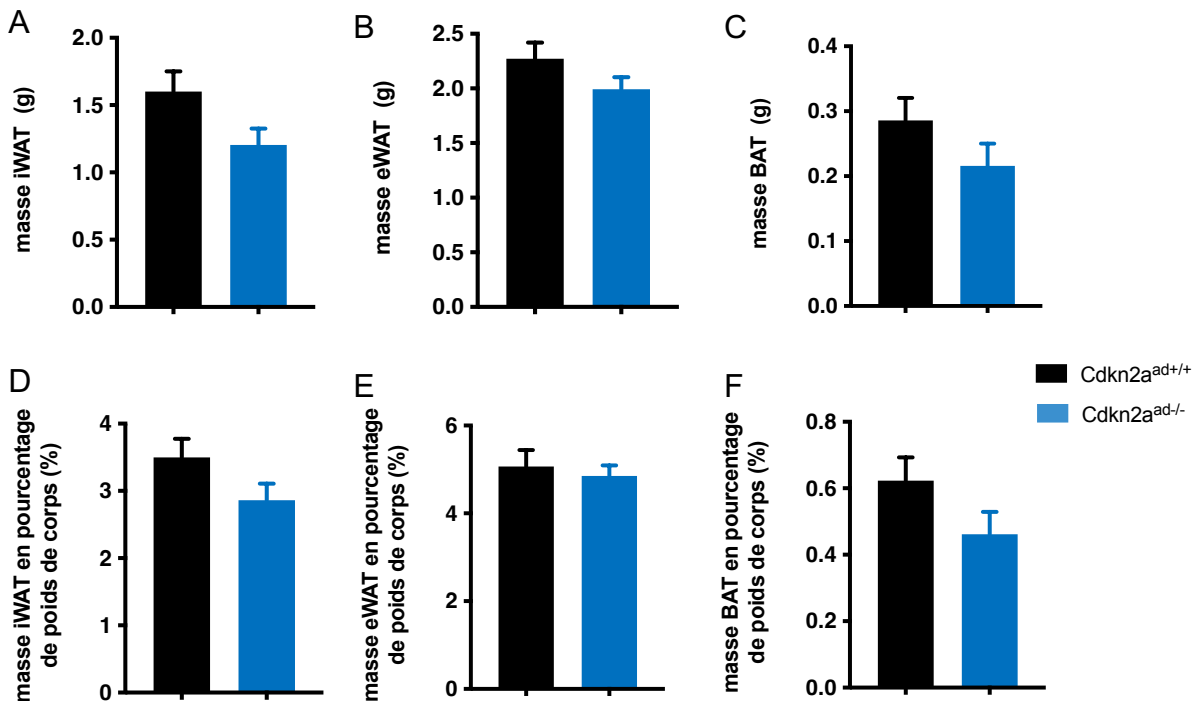 A
masse iWAT (g)
2.0
1.5
1.0
0.5
0.0
B
masse eWAT (g)
2.5
2.0
1.5
1.0
0.5
0.0
C
masse BAT (g)
0.4
0.3
0.2
0.1
0.0
D
masse iWAT en pourcentage
de poids de corps (%)
4
3
2
1
0
E
masse eWAT en pourcentage
de poids de corps (%)
6
4
2
0
F
masse BAT en pourcentage
de poids de corps (%)
0.8
0.6
0.4
0.2
0.0
Cdkn2a^ad+/+
Cdkn2a^ad-/-